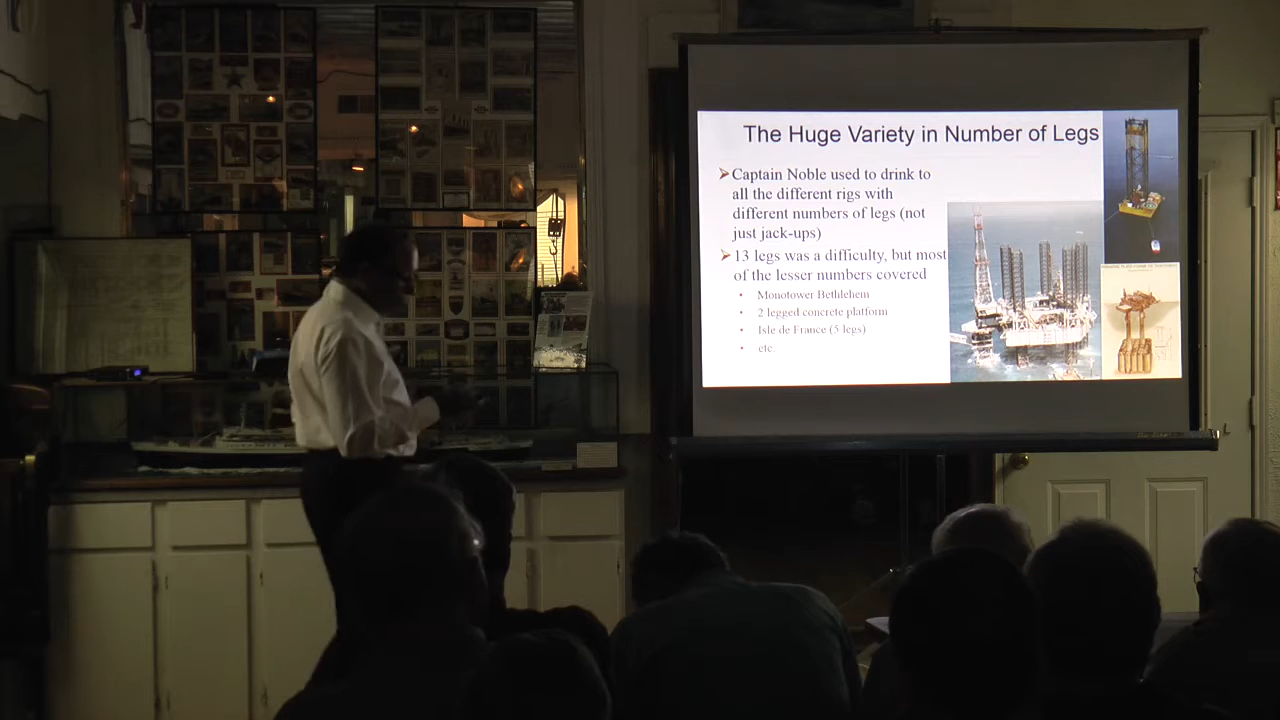 The Huge Variety in Number of Legs
Captain Noble used to drink to
all the different rigs with
different numbers of legs (not
just jack-ups)
13 legs was a difficulty, but most
of the lesser numbers covered
Monotower Bethlehem
2 legged concrete platform
Isle de France (5 legs)
etc.